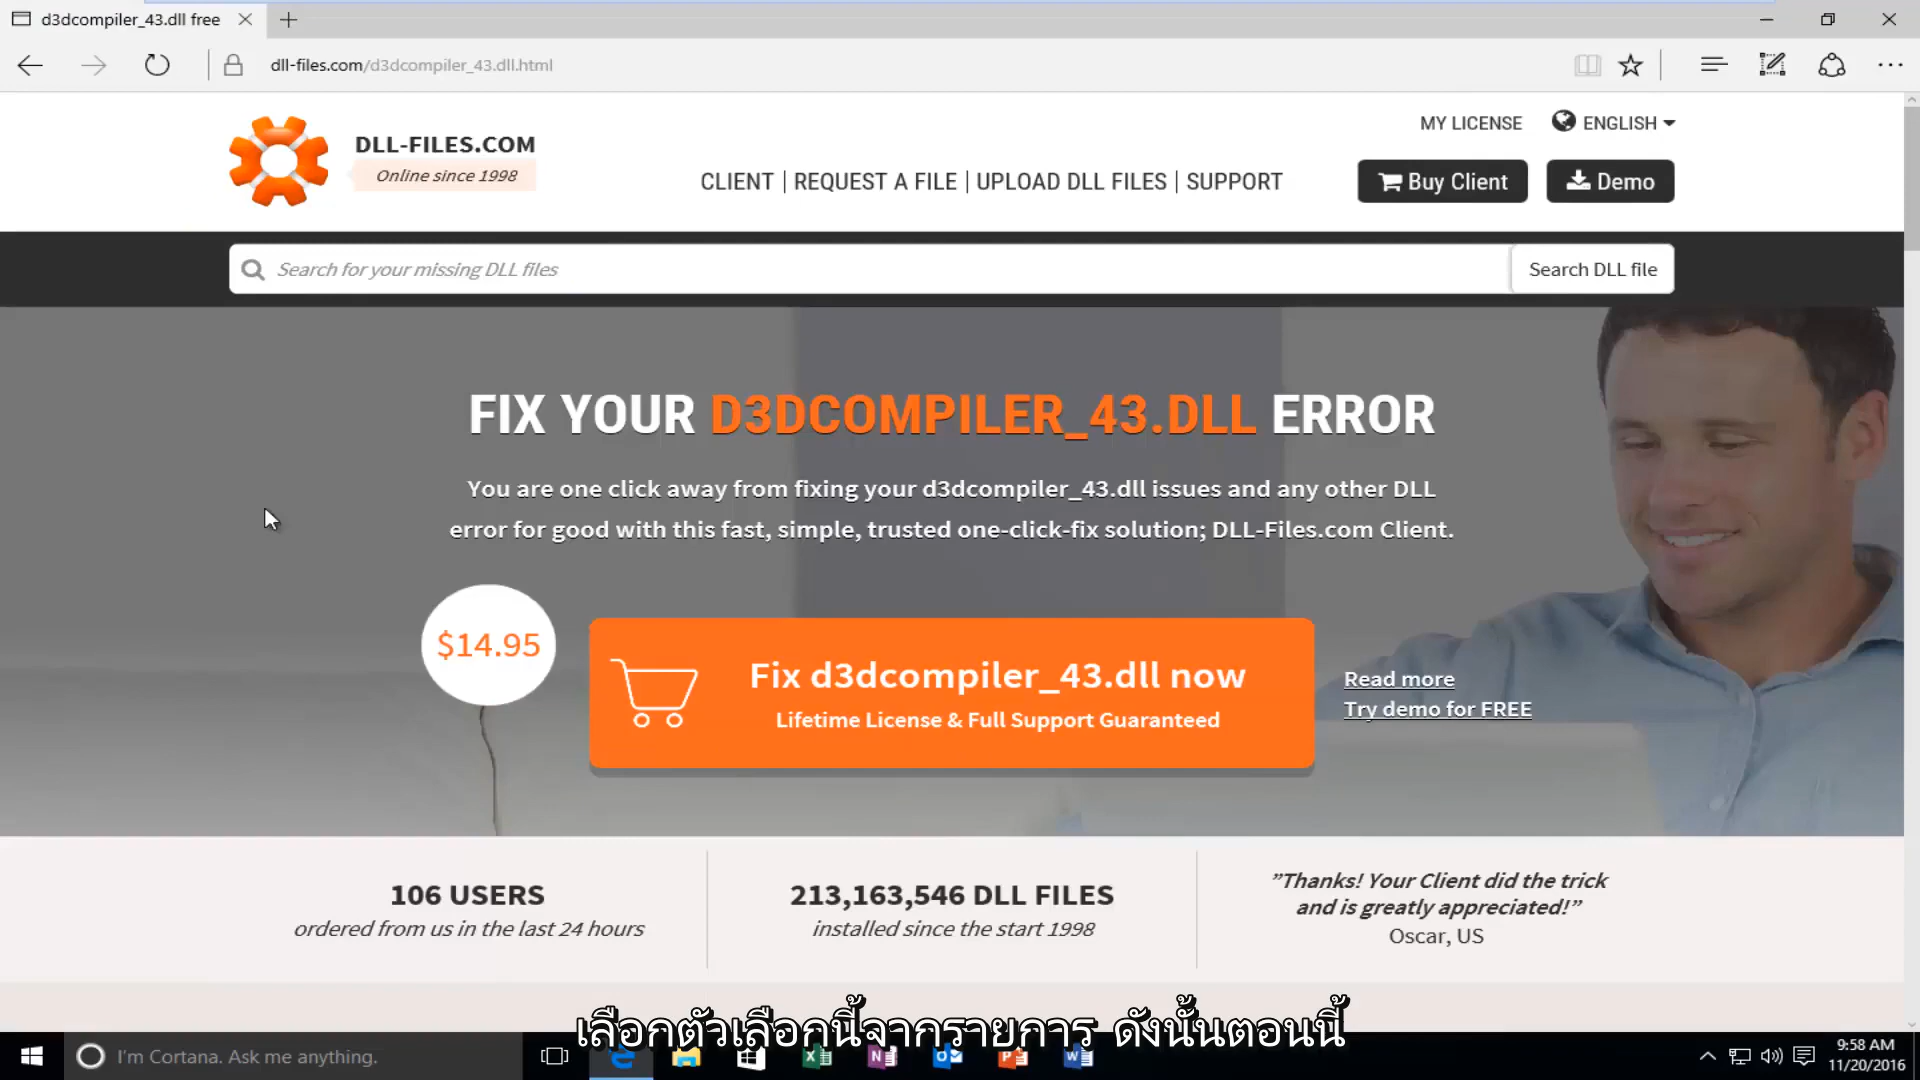 d3dcompiler_43.dll free
dll-files.com/d3dcompiler_43.dll.html
MY LICENSE ENGLISH
DLL-FILES.COM
Online since 1998
CLIENT | REQUEST A FILE | UPLOAD DLL FILES | SUPPORT
Buy Client Demo
Search for your missing DLL files Search DLL file
FIX YOUR D3DCOMPILER_43.DLL ERROR
You are one click away from fixing your d3dcompiler_43.dll issues and any other DLL
error for good with this fast, simple, trusted one-click-fix solution; DLL-Files.com Client.
$14.95
Fix d3dcompiler_43.dll now
Lifetime License & Full Support Guaranteed
Read more
Try demo for FREE
106 USERS
ordered from us in the last 24 hours
213,163,546 DLL FILES
installed since the start 1998
"Thanks! Your Client did the trick
and is greatly appreciated!"
Oscar, US
เลือกตัวเลือกนี้จากรายการ ดังนั้นตอนนี้
I'm Cortana. Ask me anything.
9:58 AM
11/20/2016